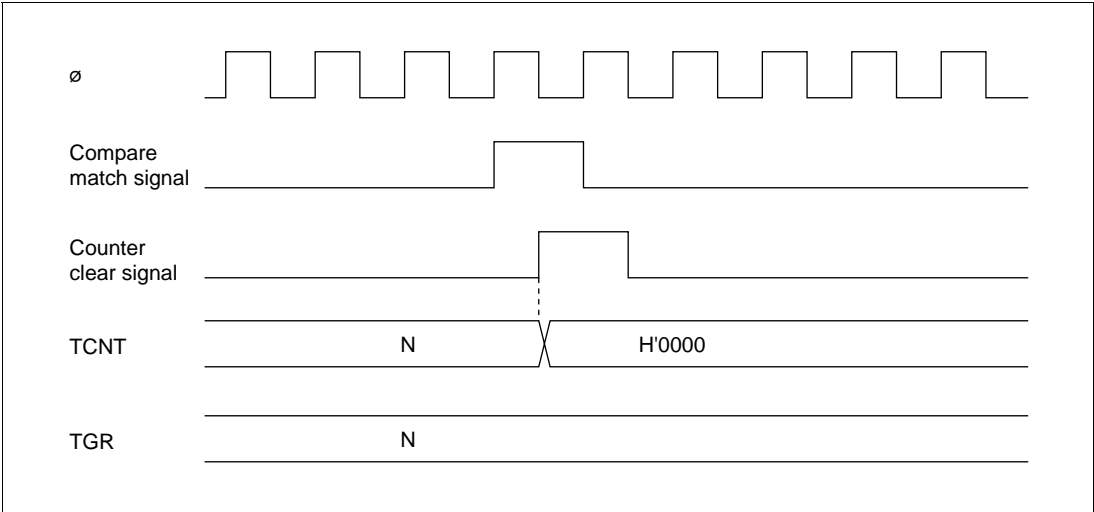 ø
Compare
match signal
Counter
clear signal
TCNT N H'0000
TGR N